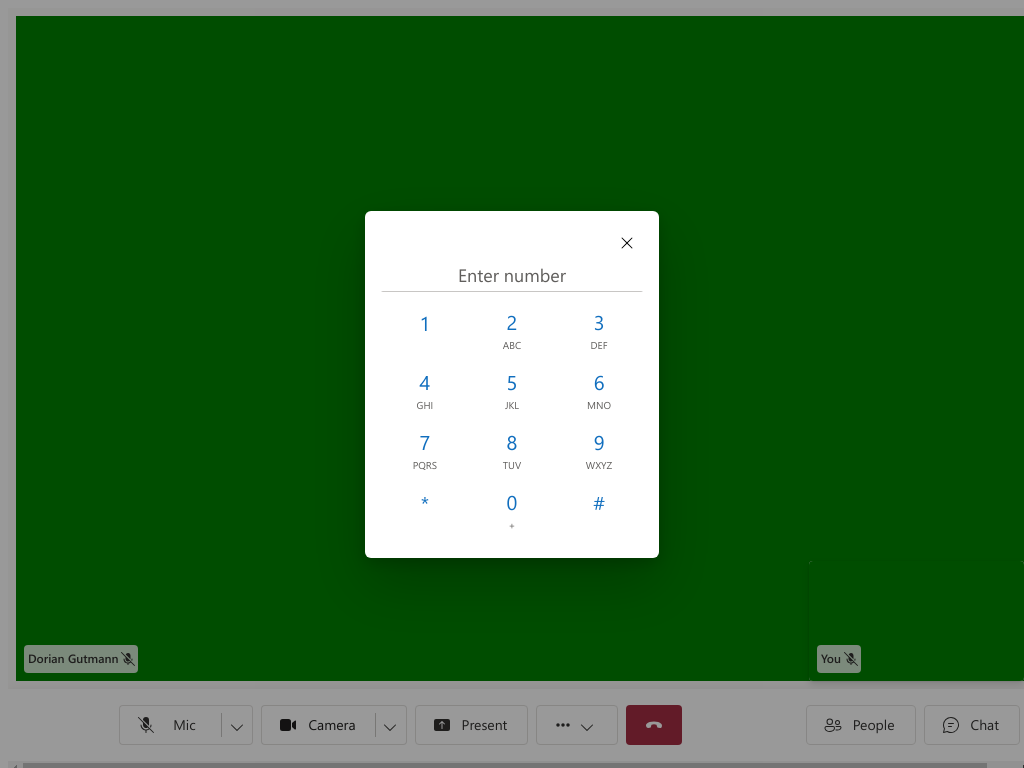 Enter number
1 2 3
ABC DEF
4 5 6
GHI JKL MNO
7 8 9
PQRS TUV WXYZ
* 0 #
+
Dorian Gutmann You
Mic Camera Present People Chat